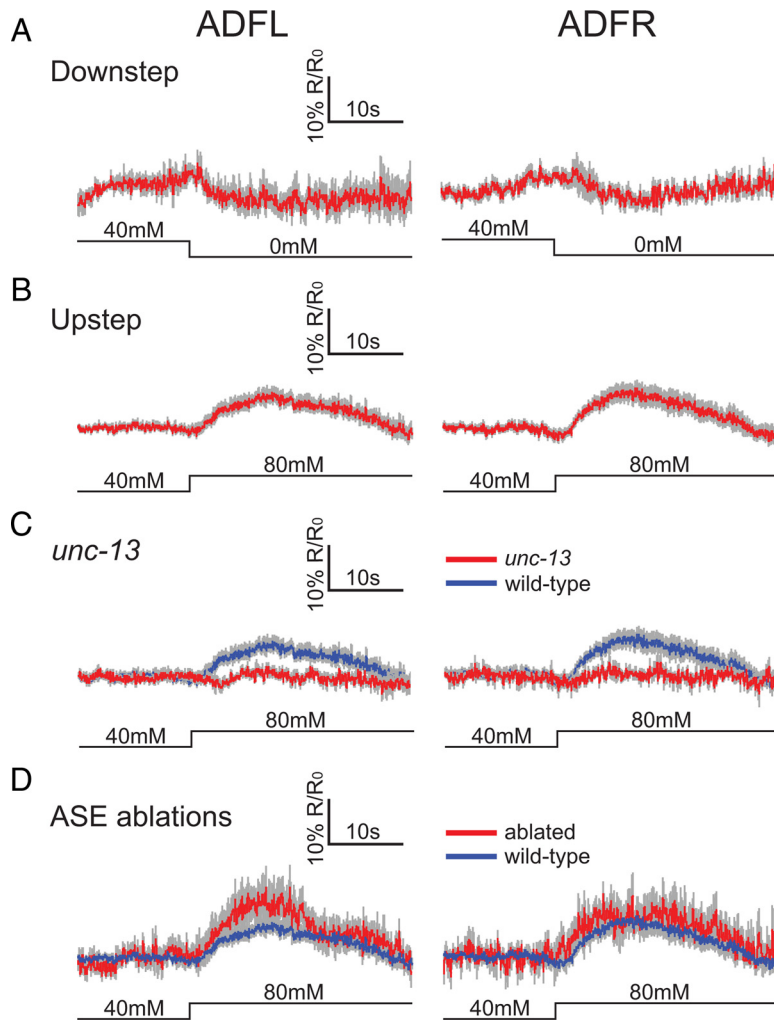 ADFL ADFR
A
Downstep
10% R/R0
10s
40mM
0mM
40mM
0mM
B
Upstep
10% R/R0
10s
40mM
80mM
40mM
80mM
C
unc-13
10% R/R0
10s
unc-13
wild-type
40mM
80mM
40mM
80mM
D
ASE ablations
10% R/R0
10s
ablated
wild-type
40mM
80mM
40mM
80mM